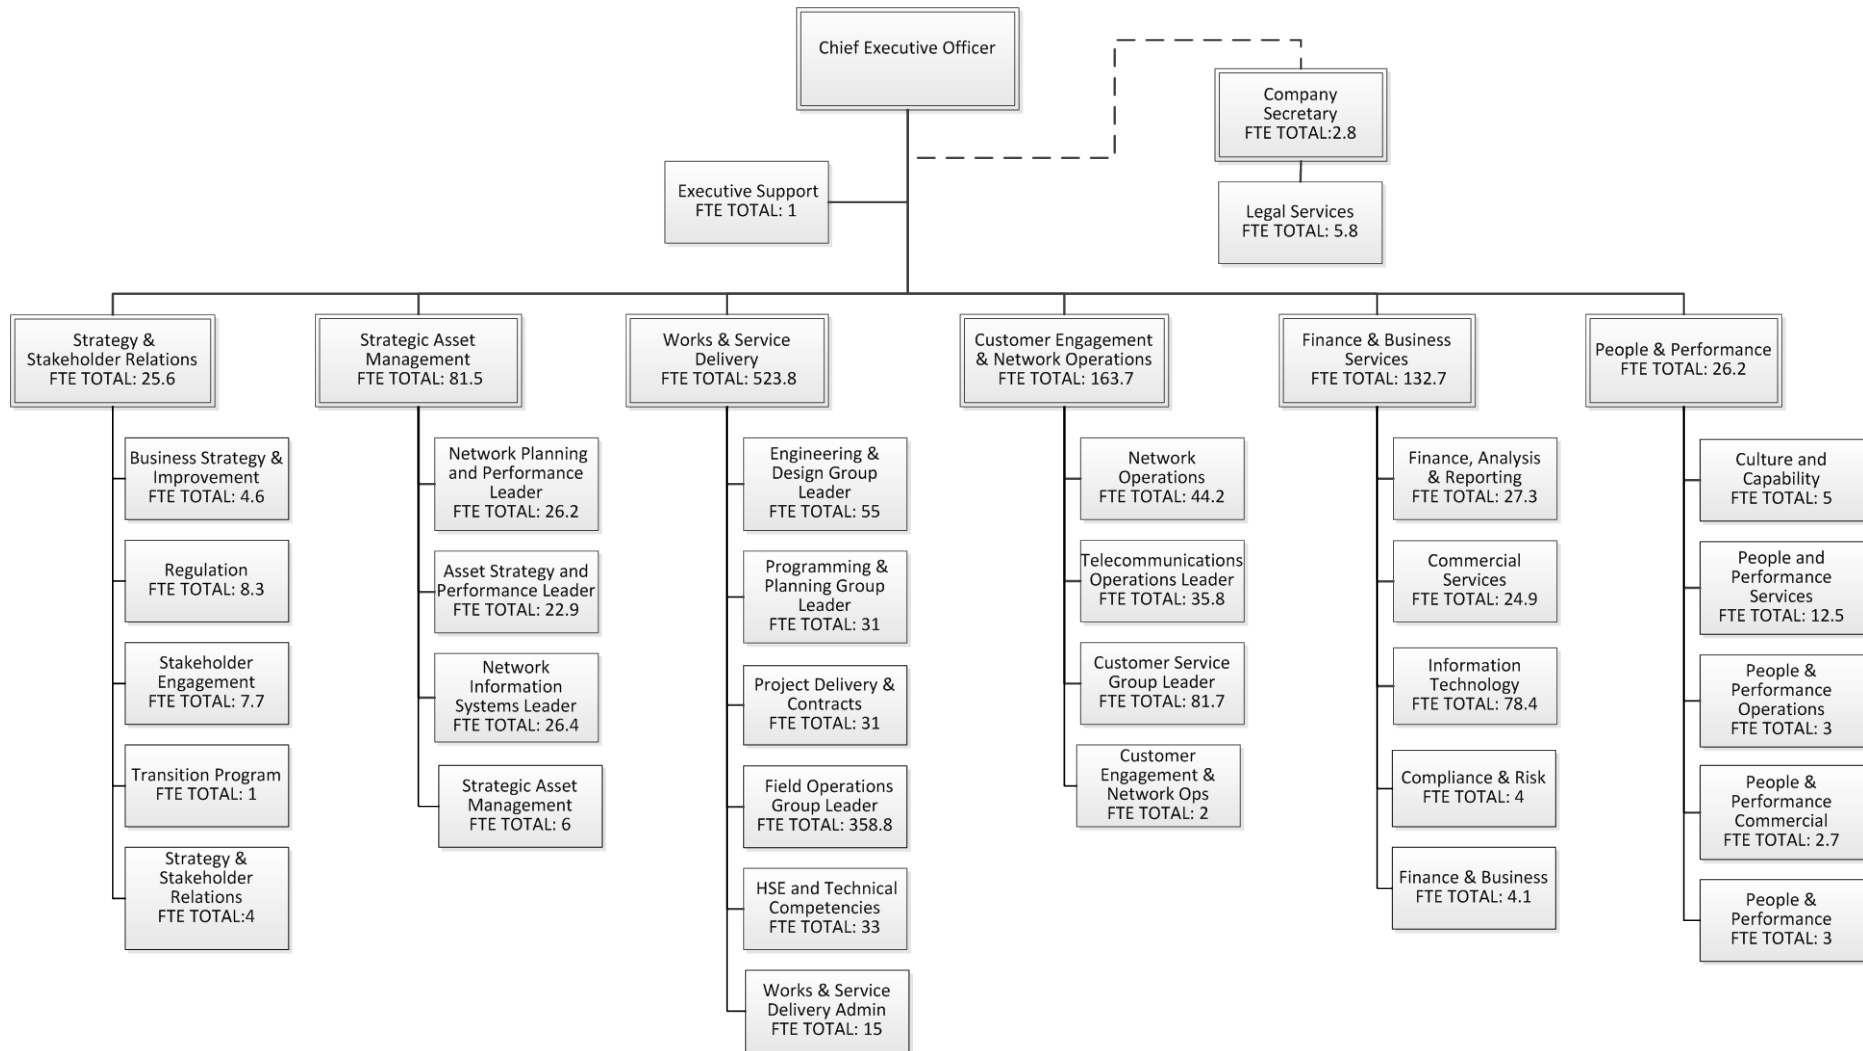 Chief Executive Officer
Company
Secretary
FTE TOTAL:2.8
Executive Support
FTE TOTAL: 1
Legal Services
FTE TOTAL: 5.8
Strategy &
Stakeholder Relations
FTE TOTAL: 25.6
Strategic Asset
Management
FTE TOTAL: 81.5
Works & Service
Delivery
FTE TOTAL: 523.8
Customer Engagement
& Network Operations
FTE TOTAL: 163.7
Finance & Business
Services
FTE TOTAL: 132.7
People & Performance
FTE TOTAL: 26.2
Business Strategy &
Improvement
FTE TOTAL: 4.6
Regulation
FTE TOTAL: 8.3
Stakeholder
Engagement
FTE TOTAL: 7.7
Transition Program
FTE TOTAL: 1
Strategy &
Stakeholder
Relations
FTE TOTAL:4
Network Planning
and Performance
Leader
FTE TOTAL: 26.2
Asset Strategy and
Performance Leader
FTE TOTAL: 22.9
Network
Information
Systems Leader
FTE TOTAL: 26.4
Strategic Asset
Management
FTE TOTAL: 6
Engineering &
Design Group
Leader
FTE TOTAL: 55
Programming &
Planning Group
Leader
FTE TOTAL: 31
Project Delivery &
Contracts
FTE TOTAL: 31
Field Operations
Group Leader
FTE TOTAL: 358.8
HSE and Technical
Competencies
FTE TOTAL: 33
Works & Service
Delivery Admin
FTE TOTAL: 15
Network
Operations
FTE TOTAL: 44.2
Telecommunications
Operations Leader
FTE TOTAL: 35.8
Customer Service
Group Leader
FTE TOTAL: 81.7
Customer
Engagement &
Network Ops
FTE TOTAL: 2
Finance, Analysis
& Reporting
FTE TOTAL: 27.3
Commercial
Services
FTE TOTAL: 24.9
Information
Technology
FTE TOTAL: 78.4
Compliance & Risk
FTE TOTAL: 4
Finance & Business
FTE TOTAL: 4.1
Culture and
Capability
FTE TOTAL: 5
People and
Performance
Services
FTE TOTAL: 12.5
People &
Performance
Operations
FTE TOTAL: 3
People &
Performance
Commercial
FTE TOTAL: 2.7
People &
Performance
FTE TOTAL: 3